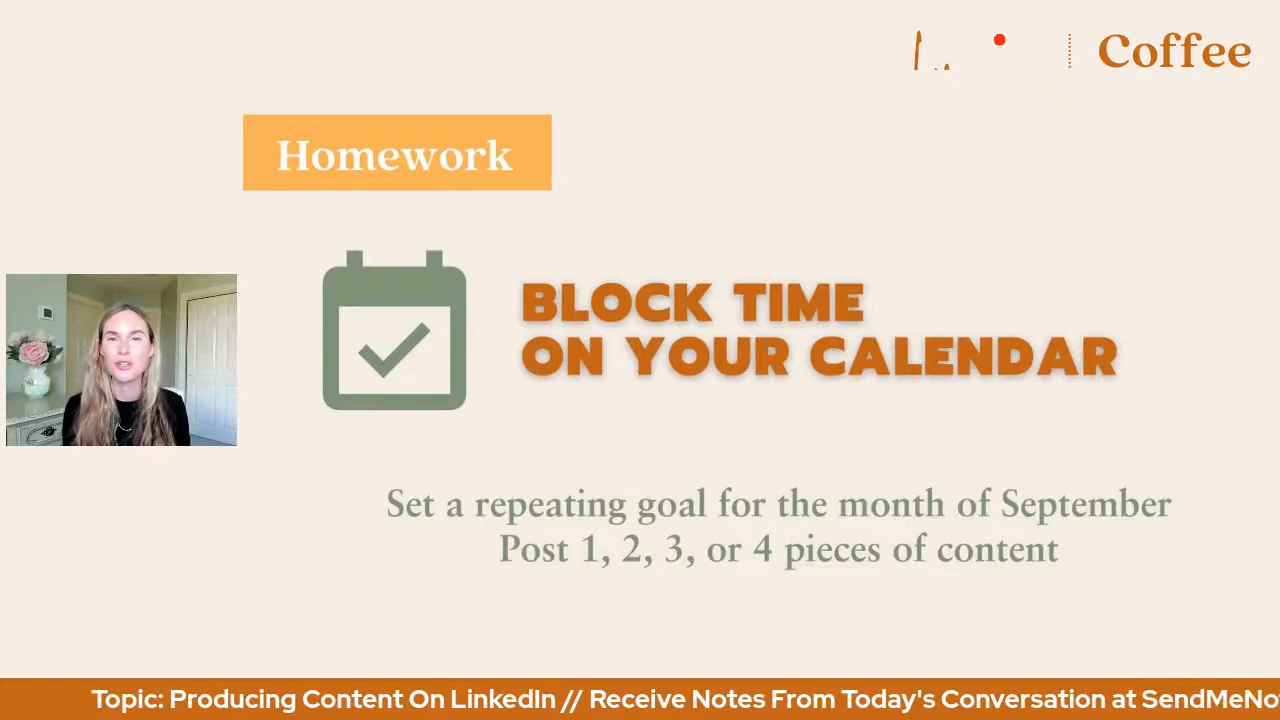 Coffee
Homework
BLOCK TIME
ON YOUR CALENDAR
Set a repeating goal for the month of September
Post 1, 2, 3, or 4 pieces of content
Topic: Producing Content On LinkedIn // Receive Notes From Today's Conversation at